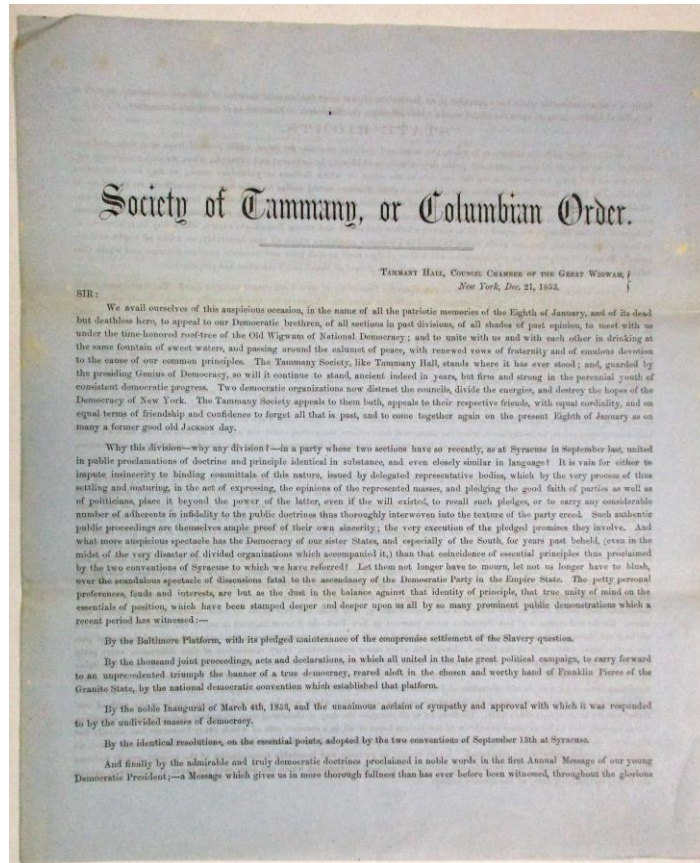 Society of Tammany, or Columbian Order.
TAMMANY HALL, COUNCIL CHAMBER OF THE GREAT WIGWAM,
New York, Dec. 21, 1853.
SIR:
We avail ourselves of this auspicious occasion, in the name of all the patriotic memories of the Eighth of January, and of its dead
but deathless hero, to appeal to our Democratic brethren, of all sections in past divisions, of all shades of past opinion, to meet with us
under the time-honored roof-tree of the Old Wigwam of National Democracy; and to unite with us and with each other in drinking at
the same fountain of sweet waters, and passing around the calumet of peace, with renewed vows of fraternity and of emulous devotion
to the cause of our common principles. The Tammany Society, like Tammany Hall, stands where it has ever stood; and, guarded by
the presiding Genius of Democracy, so will it continue to stand, ancient indeed in years, but firm and strong in the perennial youth of
consistent democratic progress. Two democratic organizations now distract the councils, divide the energies, and destroy the hopes of the
Democracy of New York. The Tammany Society appeals to them both, appeals to their respective friends, with equal cordiality, and on
equal terms of friendship and confidence to forget all that is past, and to come together again on the present Eighth of January as on
many a former good old JACKSON day.
Why this division—why any division?—in a party whose two sections have so recently, as at Syracuse in September last, united
in public proclamations of doctrine and principle identical in substance, and even closely similar in language? It is vain for either to
impute insincerity to binding committals of this nature, issued by delegated representative bodies, which by the very process of thus
settling and maturing, in the act of expressing, the opinions of the represented masses, and pledging the good faith of parties as well as
of politicians, place it beyond the power of the latter, even if the will existed, to recall such pledges, or to carry any considerable
number of adherents in infidelity to the public doctrines thus thoroughly interwoven into the texture of the party creed. Such authentic
public proceedings are themselves ample proof of their own sincerity; the very execution of the pledged promises they involve. And
what more auspicious spectacle has the Democracy of our sister States, and especially of the South, for years past beheld, (even in the
midst of the very disaster of divided organizations which accompanied it,) than that coincidence of essential principles thus proclaimed
by the two conventions of Syracuse to which we have referred? Let them not longer have to mourn, let not us longer have to blush,
over the scandalous spectacle of dissensions fatal to the ascendancy of the Democratic Party in the Empire State. The petty personal
preferences, feuds and interests, are but as the dust in the balance against that identity of principle, that true unity of mind on the
essentials of position, which have been stamped deeper and deeper upon us all by so many prominent public demonstrations which a
recent period has witnessed:—
By the Baltimore Platform, with its pledged maintenance of the compromise settlement of the Slavery question.
By the thousand joint proceedings, acts and declarations, in which all united in the late great political campaign, to carry forward
to an unprecedented triumph the banner of a true democracy, reared aloft in the chosen and worthy hand of Franklin Pierce of the
Granite State, by the national democratic convention which established that platform.
By the noble Inaugural of March 4th, 1853, and the unanimous acclaim of sympathy and approval with which it was responded
to by the undivided masses of democracy.
By the identical resolutions, on the essential points, adopted by the two conventions of September 13th at Syracuse.
And finally by the admirable and truly democratic doctrines proclaimed in noble words in the first Annual Message of our young
Democratic President;—a Message which gives us in more thorough fullness than has ever before been witnessed, throughout the glorious